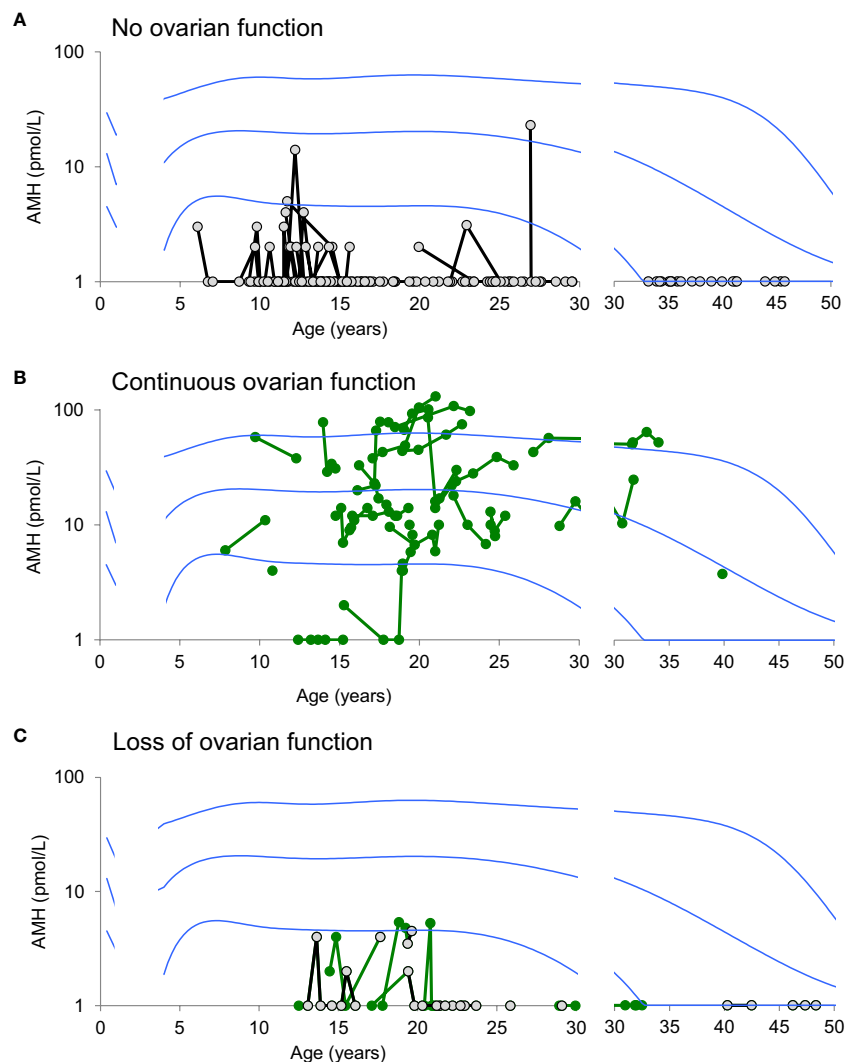 A
No ovarian function
100
10
1
AMH (pmol/L)
0 5 10 15 20 25 30 30 35 40 45 50
Age (years)
B
Continuous ovarian function
100
10
1
AMH (pmol/L)
0 5 10 15 20 25 30 30 35 40 45 50
Age (years)
C
Loss of ovarian function
100
10
1
AMH (pmol/L)
0 5 10 15 20 25 30 30 35 40 45 50
Age (years)